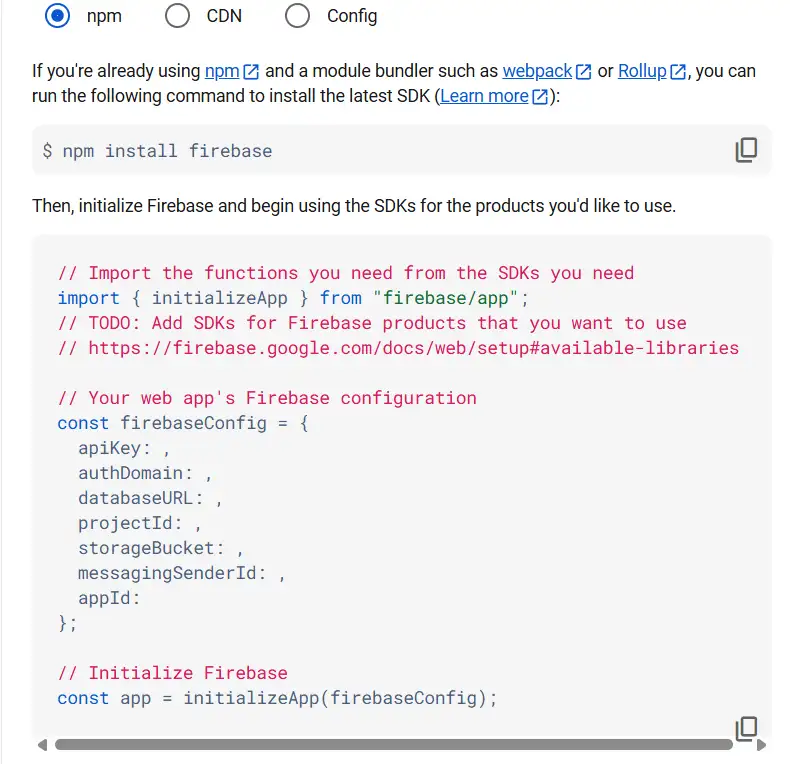 npm CDN Config
If you're already using npm and a module bundler such as webpack or Rollup, you can
run the following command to install the latest SDK (Learn more):
$ npm install firebase
Then, initialize Firebase and begin using the SDKs for the products you'd like to use.
// Import the functions you need from the SDKs you need
import { initializeApp } from "firebase/app";
// TODO: Add SDKs for Firebase products that you want to use
// https://firebase.google.com/docs/web/setup#available-libraries
// Your web app's Firebase configuration
const firebaseConfig = {
  apiKey: ,
  authDomain: ,
  databaseURL: ,
  projectId: ,
  storageBucket: ,
  messagingSenderId: ,
  appId:
};
// Initialize Firebase
const app = initializeApp(firebaseConfig);